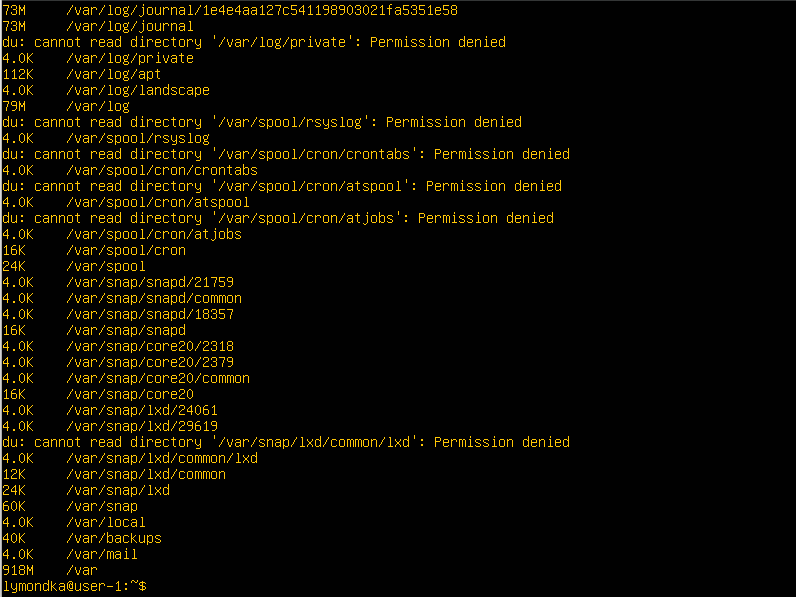 73M     /var/log/journal/1e4e4aa127c541198903021fa5351e58
73M     /var/log/journal
du: cannot read directory '/var/log/private': Permission denied
4.0K    /var/log/private
112K    /var/log/apt
4.0K    /var/log/landscape
79M     /var/log
du: cannot read directory '/var/spool/rsyslog': Permission denied
4.0K    /var/spool/rsyslog
du: cannot read directory '/var/spool/cron/crontabs': Permission denied
4.0K    /var/spool/cron/crontabs
du: cannot read directory '/var/spool/cron/atspool': Permission denied
4.0K    /var/spool/cron/atspool
du: cannot read directory '/var/spool/cron/atjobs': Permission denied
4.0K    /var/spool/cron/atjobs
16K     /var/spool/cron
24K     /var/spool
4.0K    /var/snap/snapd/21759
4.0K    /var/snap/snapd/common
4.0K    /var/snap/snapd/18357
16K     /var/snap/snapd
4.0K    /var/snap/core20/2318
4.0K    /var/snap/core20/2379
4.0K    /var/snap/core20/common
16K     /var/snap/core20
4.0K    /var/snap/lxd/24061
4.0K    /var/snap/lxd/29619
du: cannot read directory '/var/snap/lxd/common/lxd': Permission denied
4.0K    /var/snap/lxd/common/lxd
12K     /var/snap/lxd/common
24K     /var/snap/lxd
60K     /var/snap
4.0K    /var/local
40K     /var/backups
4.0K    /var/mail
918M    /var
lymondka@user-1:~$